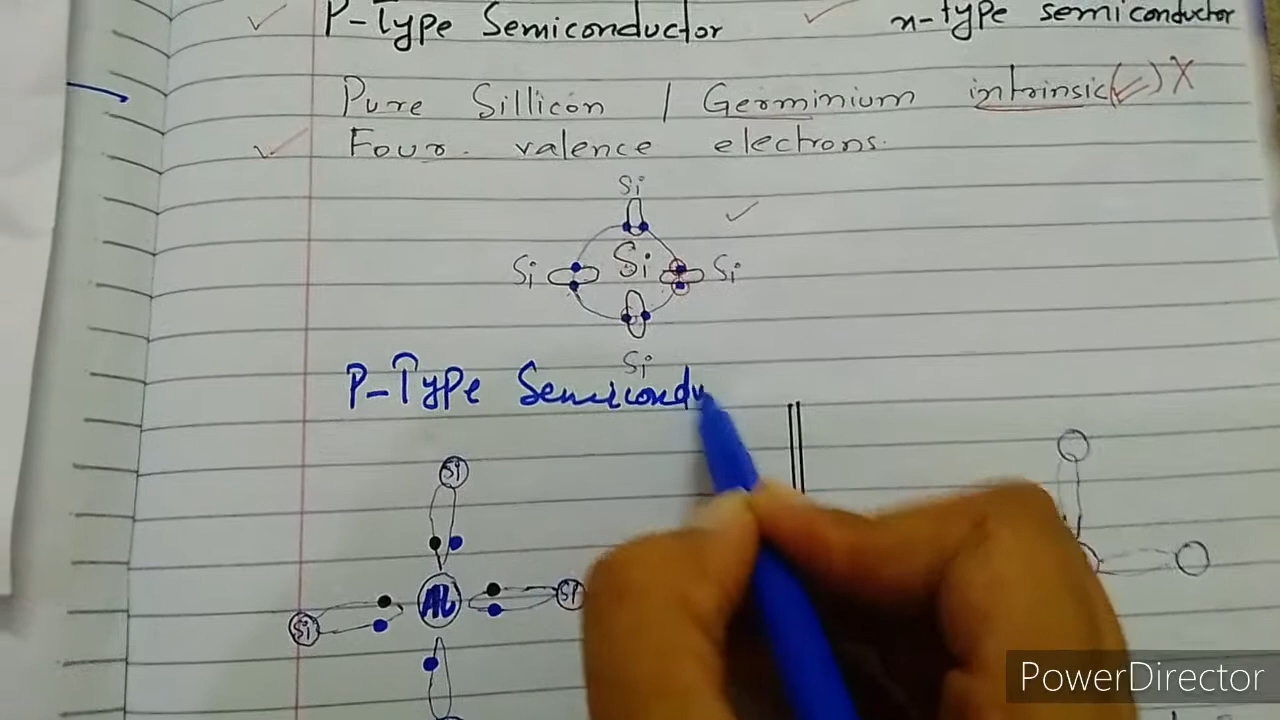 P-Type Semiconductor n-type semiconductor
Pure Sillicon / Germinium intrinsic (✓) X
Four valence electrons.
Si
Si Si Si
Si
P-Type Semicondu
Si
Al Si
Si
PowerDirector